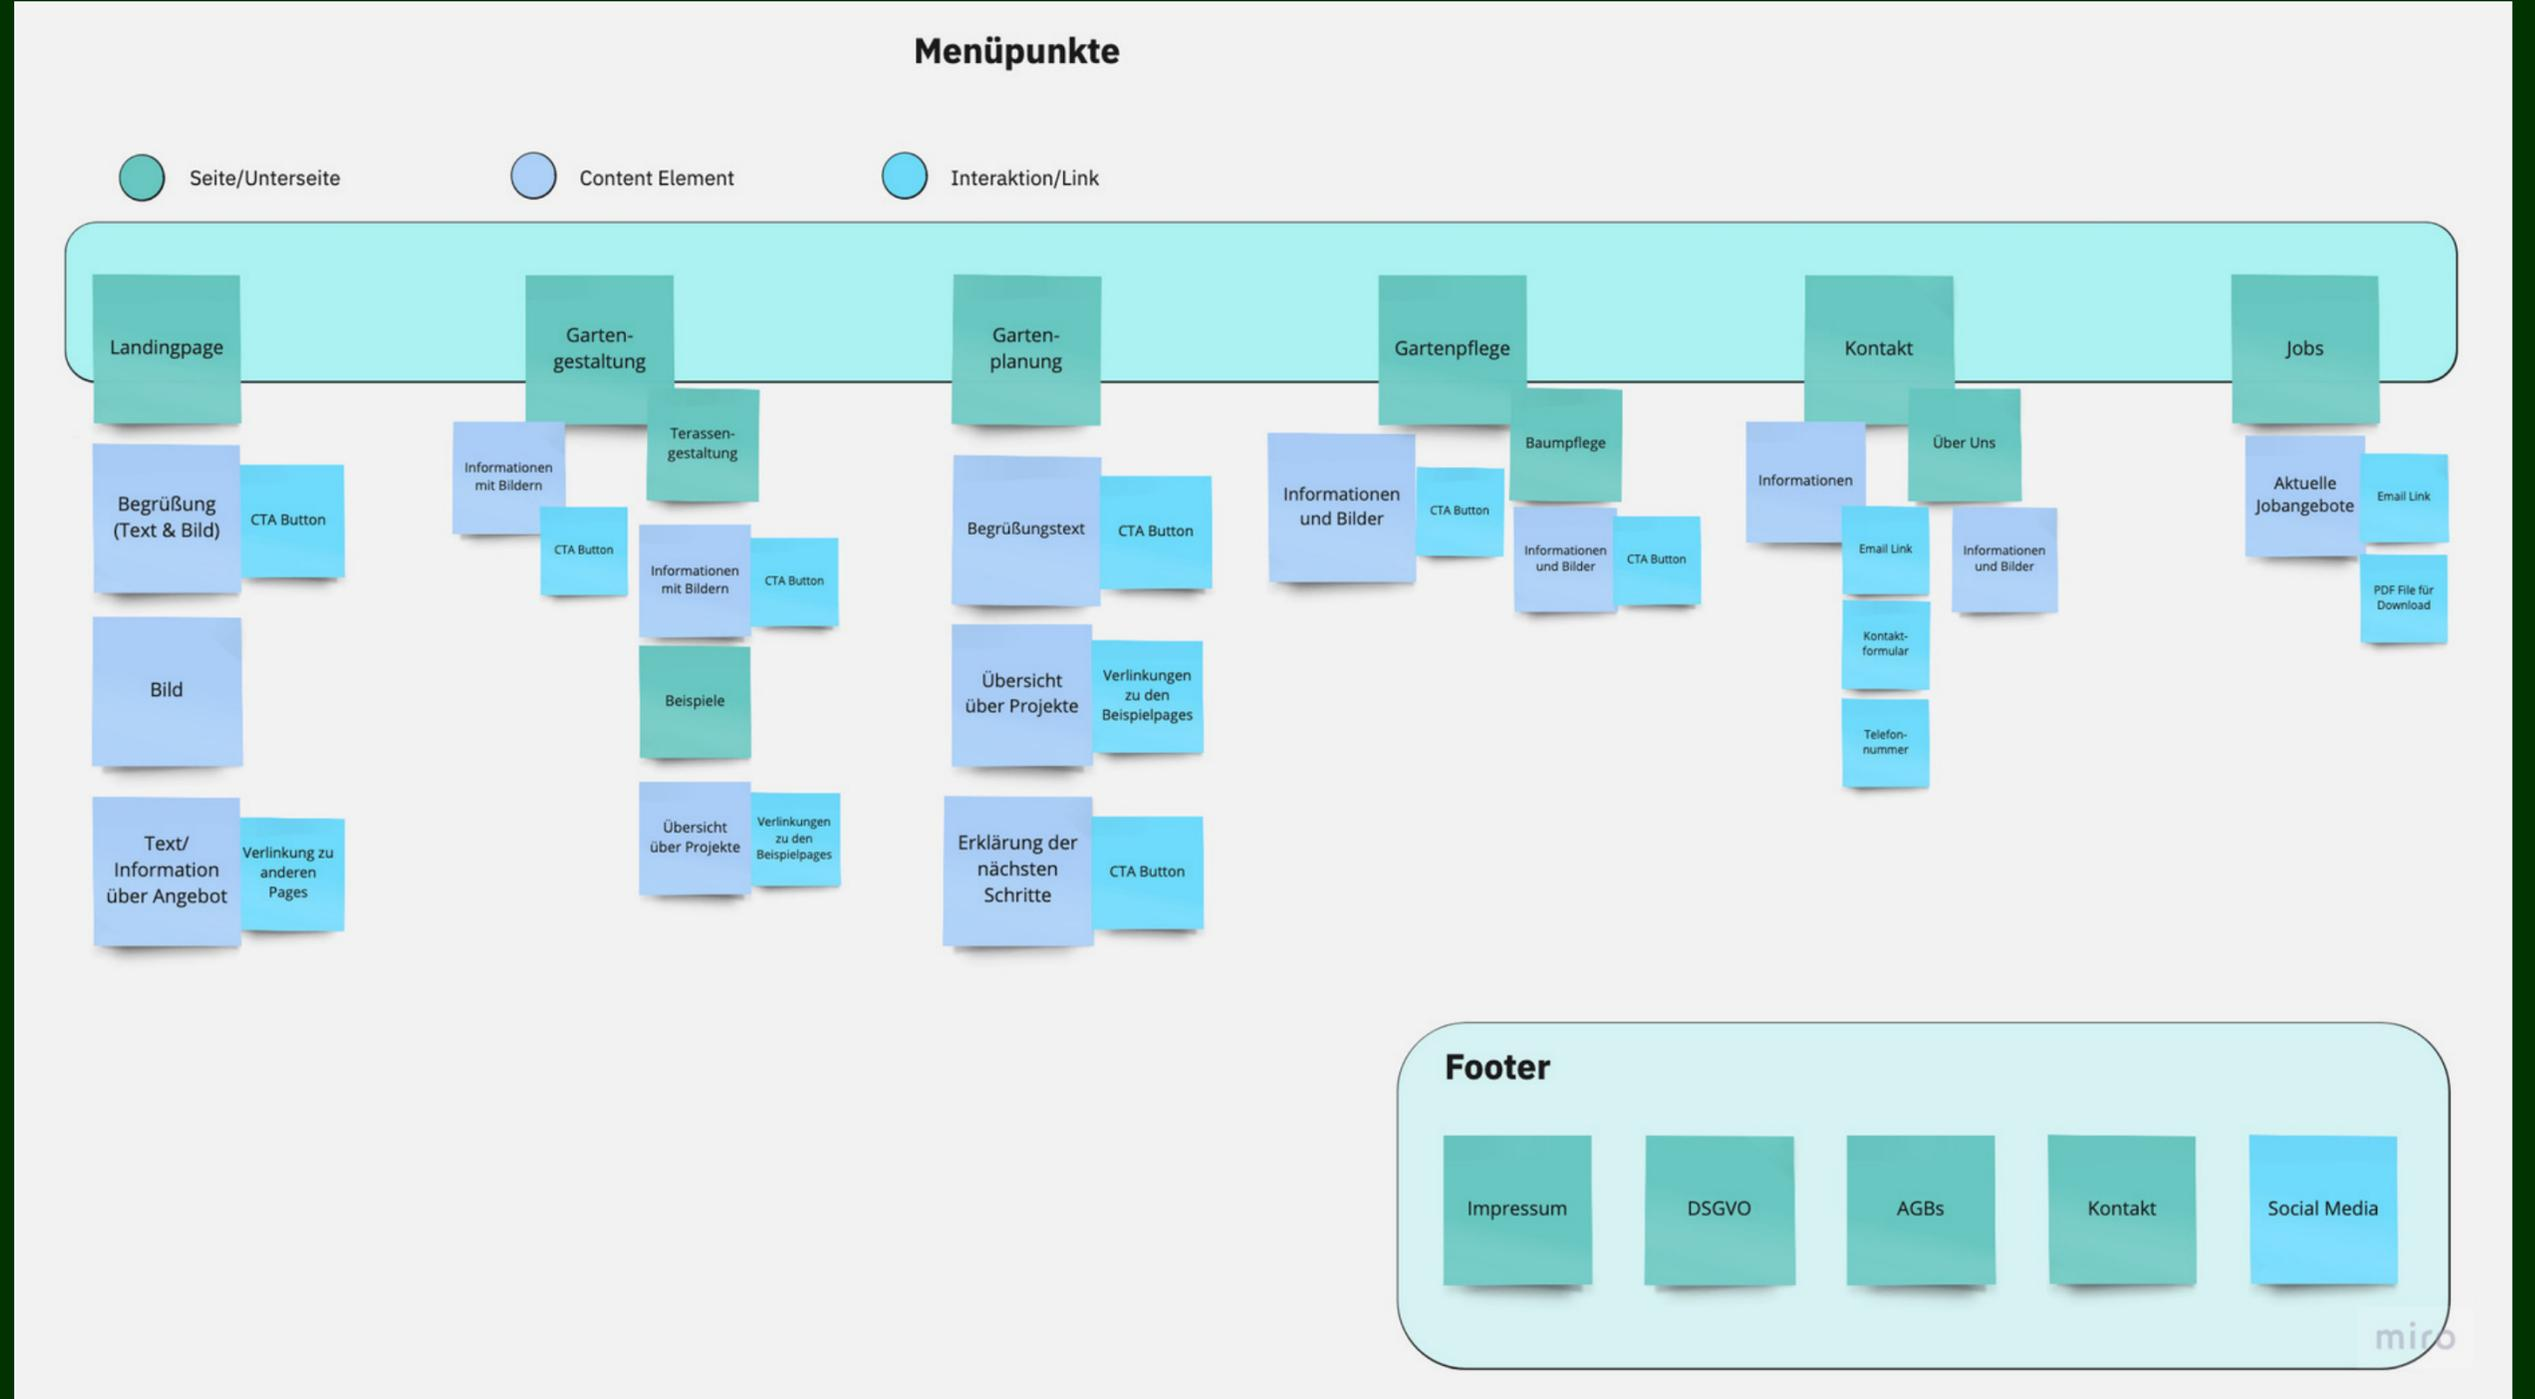 Menüpunkte
Seite/Unterseite
Content Element
Interaktion/Link
Landingpage
Begrüßung
(Text & Bild)
CTA Button
Bild
Text/
Information
über Angebot
Verlinkung zu
anderen
Pages
Garten-
gestaltung
Informationen
mit Bildern
CTA Button
Terassen-
gestaltung
Informationen
mit Bildern
CTA Button
Beispiele
Übersicht
über Projekte
Verlinkungen
zu den
Beispielpages
Garten-
planung
Begrüßungstext
CTA Button
Übersicht
über Projekte
Verlinkungen
zu den
Beispielpages
Erklärung der
nächsten
Schritte
CTA Button
Gartenpflege
Informationen
und Bilder
CTA Button
Baumpflege
Informationen
und Bilder
CTA Button
Kontakt
Informationen
Email Link
Kontakt-
formular
Telefon-
nummer
Über Uns
Informationen
und Bilder
Jobs
Aktuelle
Jobangebote
Email Link
PDF File für
Download
Footer
Impressum
DSGVO
AGBs
Kontakt
Social Media
miro